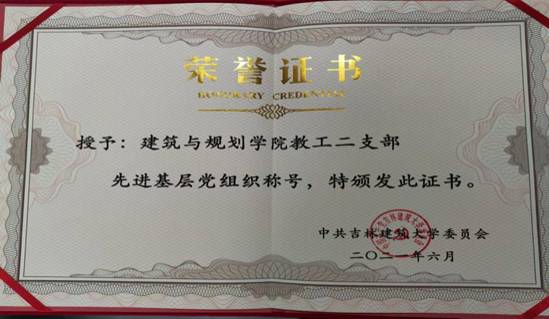 荣誉证书
HONORARY CREDENTIAL
授予：建筑与规划学院教工二支部
先进基层党组织称号，特颁发此证书。
中共吉林建筑大学委员会
二〇二一年六月